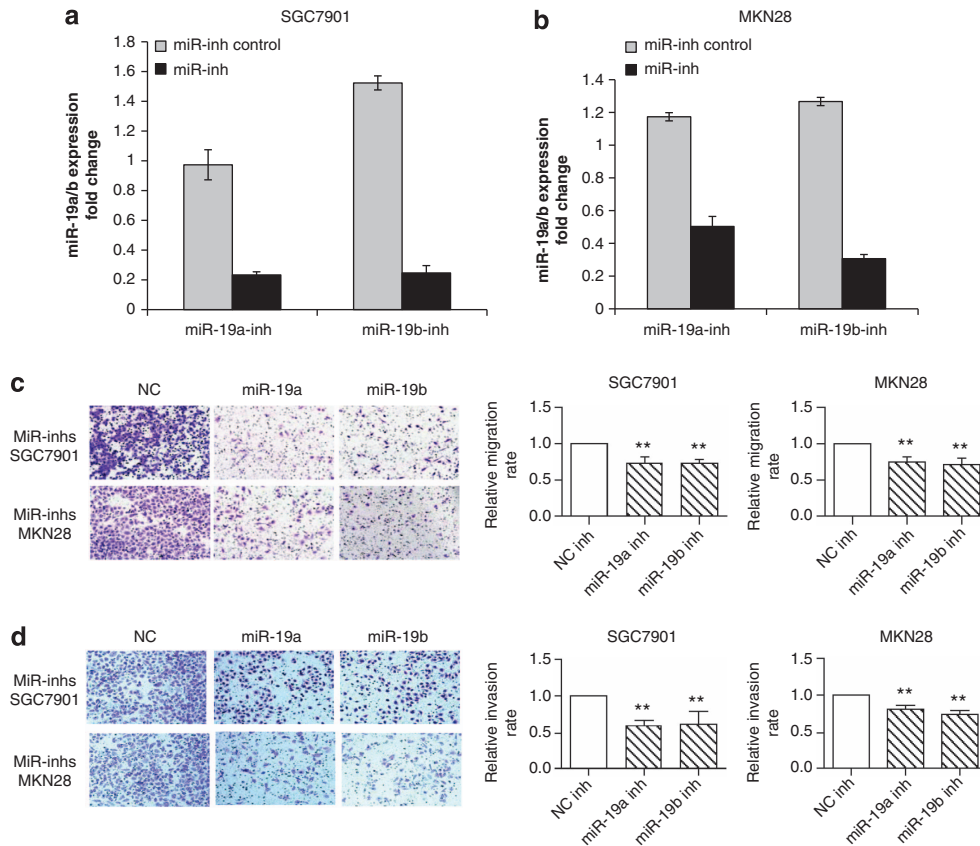 a
SGC7901
miR-19a/b expression
fold change
1.8
1.6
1.4
1.2
1
0.8
0.6
0.4
0.2
0
miR-inh control
miR-inh
miR-19a-inh
miR-19b-inh
b
MKN28
miR-19a/b expression
fold change
1.4
1.2
1
0.8
0.6
0.4
0.2
0
miR-inh control
miR-inh
miR-19a-inh
miR-19b-inh
c
NC
miR-19a
miR-19b
MiR-inhs
SGC7901
MiR-inhs
MKN28
SGC7901
Relative migration
rate
1.5
1.0
0.5
0.0
**
**
NC inh
miR-19a inh
miR-19b inh
MKN28
Relative migration
rate
1.5
1.0
0.5
0.0
**
**
NC inh
miR-19a inh
miR-19b inh
d
NC
miR-19a
miR-19b
MiR-inhs
SGC7901
MiR-inhs
MKN28
SGC7901
Relative invasion
rate
1.5
1.0
0.5
0.0
**
**
NC inh
miR-19a inh
miR-19b inh
MKN28
Relative invasion
rate
1.5
1.0
0.5
0.0
**
**
NC inh
miR-19a inh
miR-19b inh